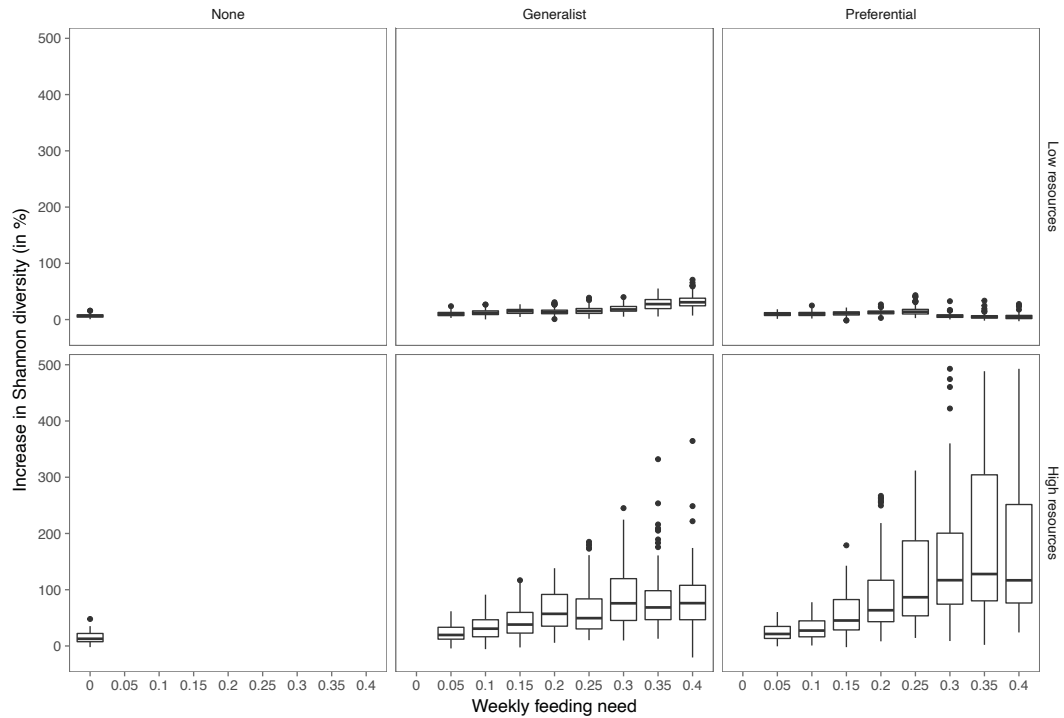 None Generalist Preferential
500
400
300
200
100
0
Low resources
500
400
300
200
100
0
High resources
Increase in Shannon diversity (in %)
0 0.05 0.1 0.15 0.2 0.25 0.3 0.35 0.4 0 0.05 0.1 0.15 0.2 0.25 0.3 0.35 0.4 0 0.05 0.1 0.15 0.2 0.25 0.3 0.35 0.4
Weekly feeding need